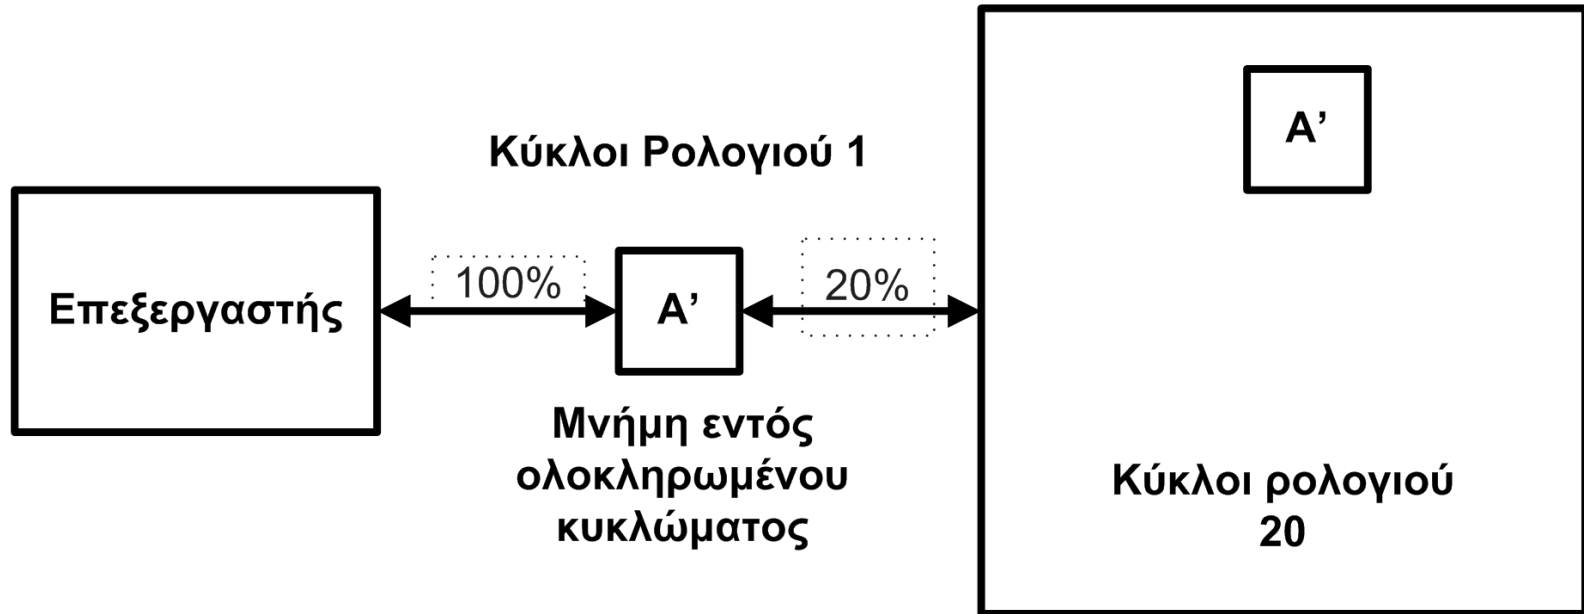 Κύκλοι Ρολογιού 1
Επεξεργαστής
100%
Α’
20%
Μνήμη εντός
ολοκληρωμένου
κυκλώματος
Α’
Κύκλοι ρολογιού
20